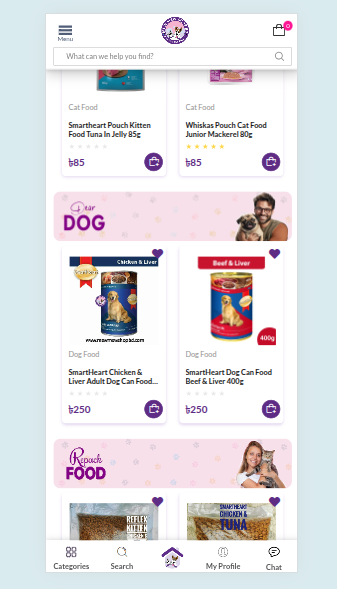 Menu
0
What can we help you find?
Cat Food
Smartheart Pouch Kitten
Food Tuna In Jelly 85g
৳85
Cat Food
Whiskas Pouch Cat Food
Junior Mackerel 80g
৳85
Dear
DOG
Chicken & Liver
www.meawmeawshopbd.com
Dog Food
SmartHeart Chicken &
Liver Adult Dog Can Food...
৳250
Beef & Liver
400g
Dog Food
SmartHeart Dog Can Food
Beef & Liver 400g
৳250
Repack
FOOD
REFLEX
KITTEN
SMARTHEART
CHICKEN &
TUNA
Categories
Search
My Profile
Chat